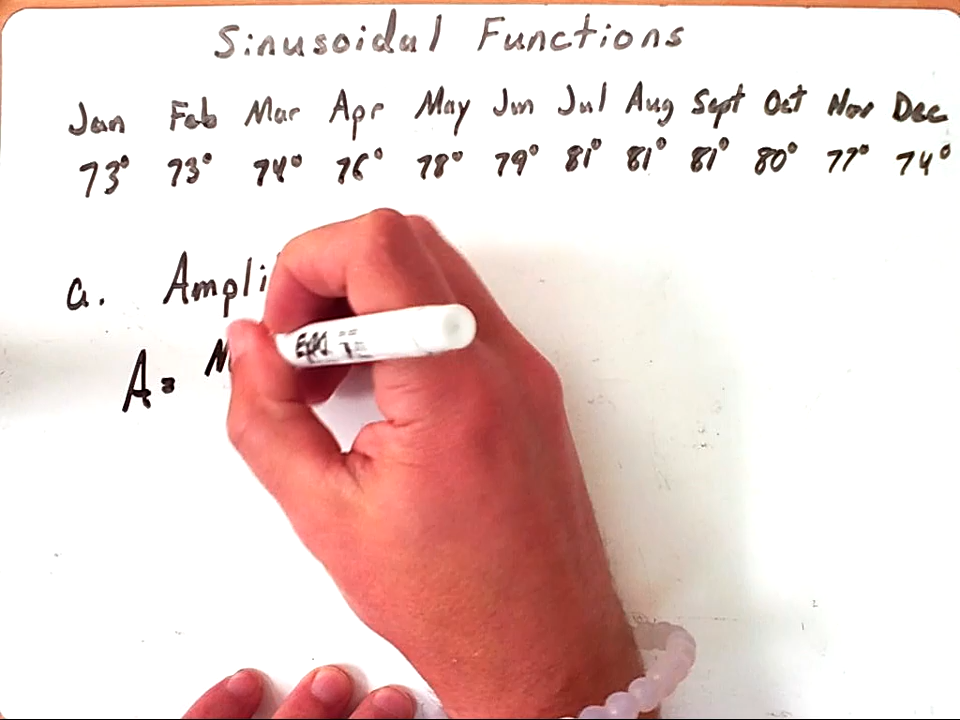 Sinusoidal Functions
Jan Feb Mar Apr May Jun Jul Aug Sept Oct Nov Dec
73° 73° 74° 76° 78° 79° 81° 81° 81° 80° 77° 74°
a. Ampli
A= M